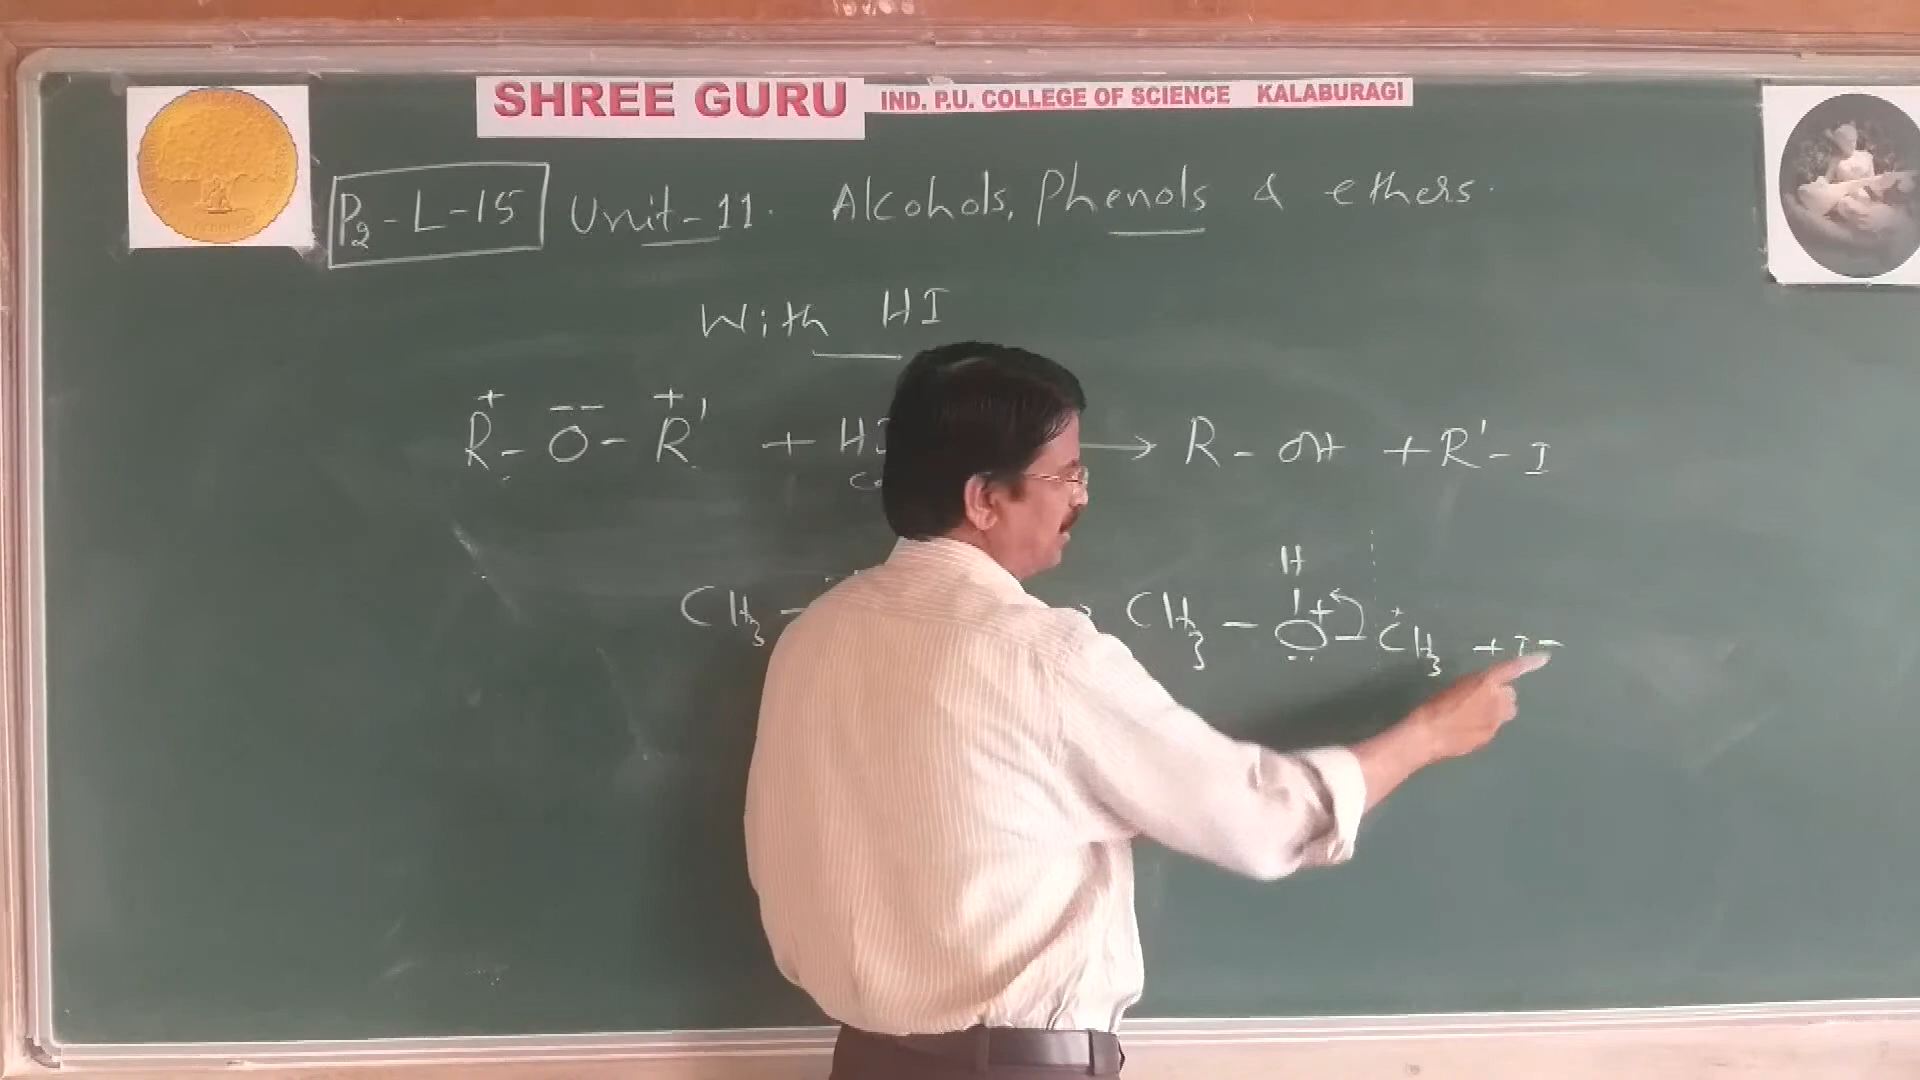 SHREE GURU IND. P.U. COLLEGE OF SCIENCE KALABURAGI
P₂-L-15 Unit-11. Alcohols, Phenols & ethers.
With HI
R⁺ - O⁻⁻ - R⁺' + HI → R - OH + R' - I
CH₃ - → CH₃ - O⁺ - C⁺H₃ + I⁻
H